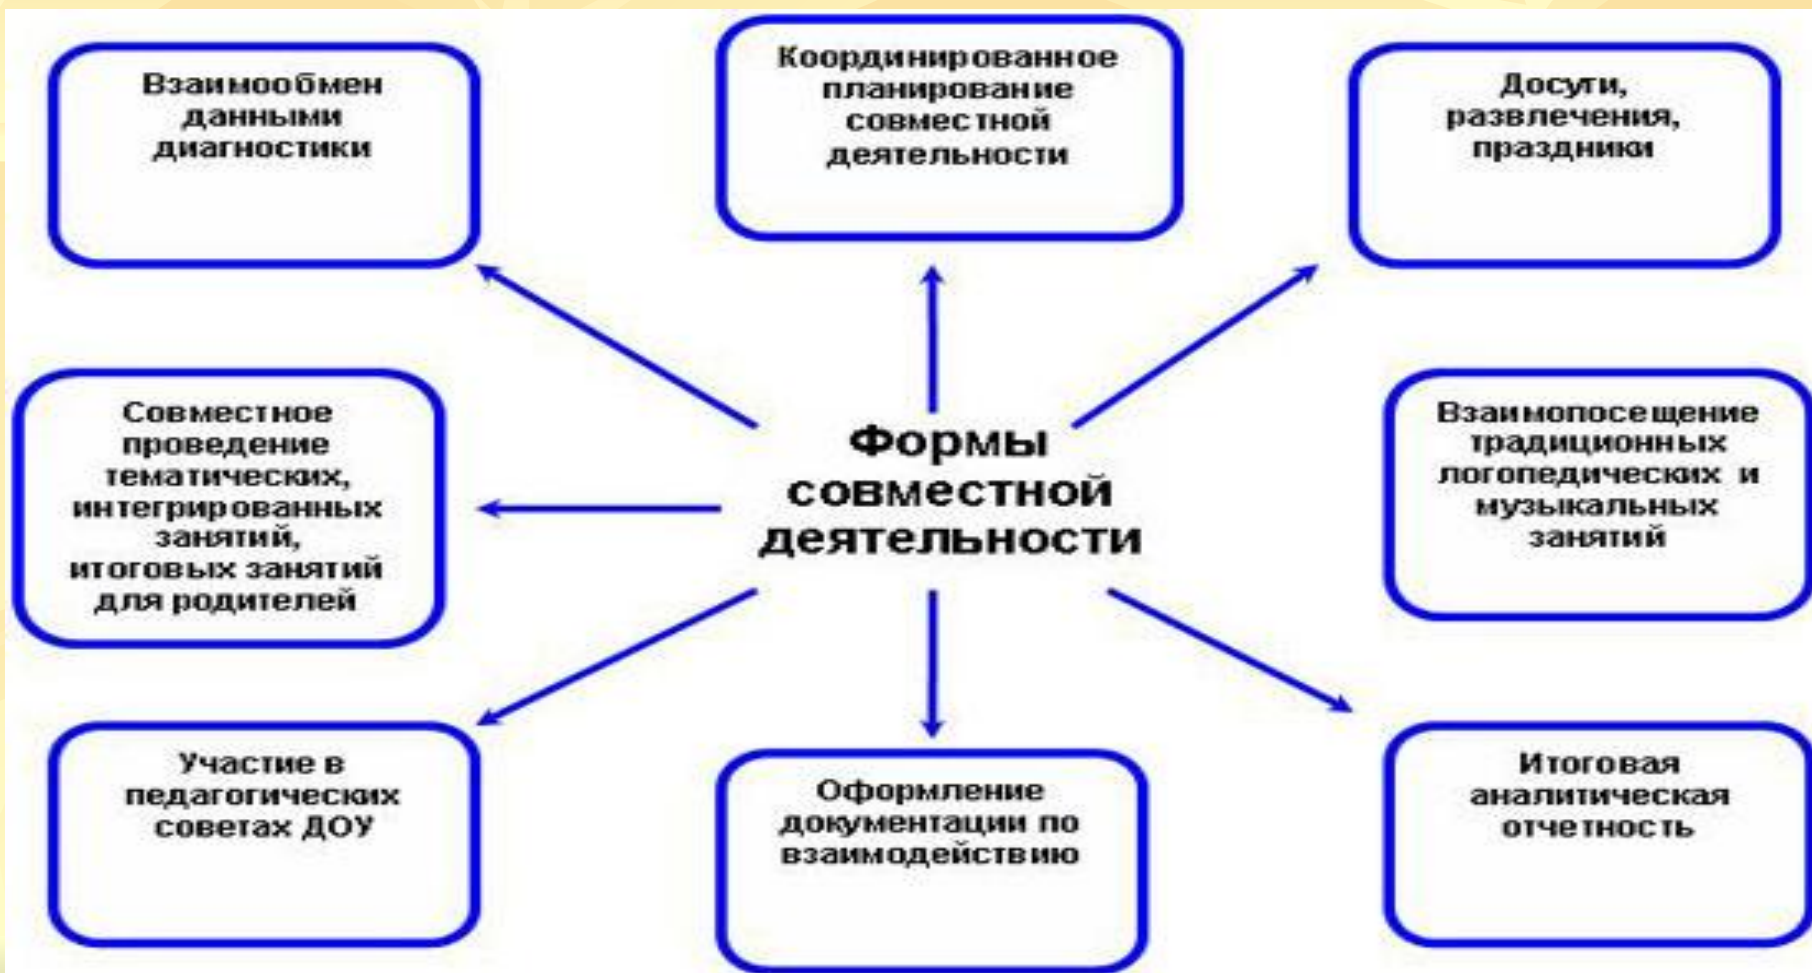 Взаимообмен
данными
диагностики
Координированное
планирование
совместной
деятельности
Досуги,
развлечения,
праздники
Совместное
проведение
тематических,
интегрированных
занятий,
итоговых занятий
для родителей
Формы
совместной
деятельности
Взаимопосещение
традиционных
логопедических и
музыкальных
занятий
Участие в
педагогических
советах ДОУ
Оформление
документации по
взаимодействию
Итоговая
аналитическая
отчетность